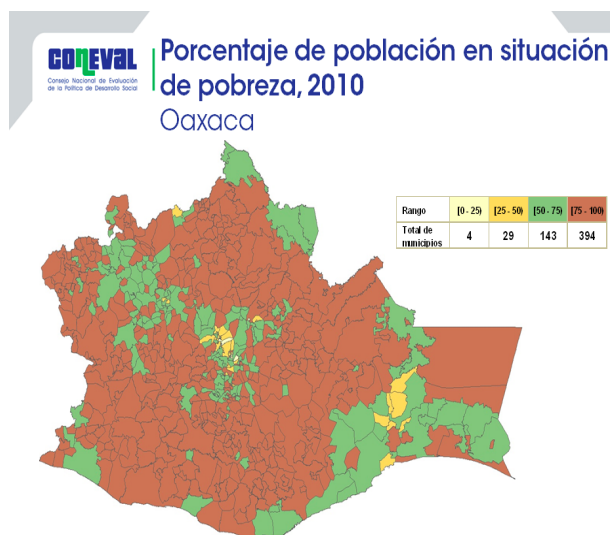 CONEVAL
Consejo Nacional de Evaluación
de la Política de Desarrollo Social
Porcentaje de población en situación
de pobreza, 2010
Oaxaca
Rango [0 - 25) [25 - 50) [50 - 75) [75 - 100)
Total de municipios 4 29 143 394